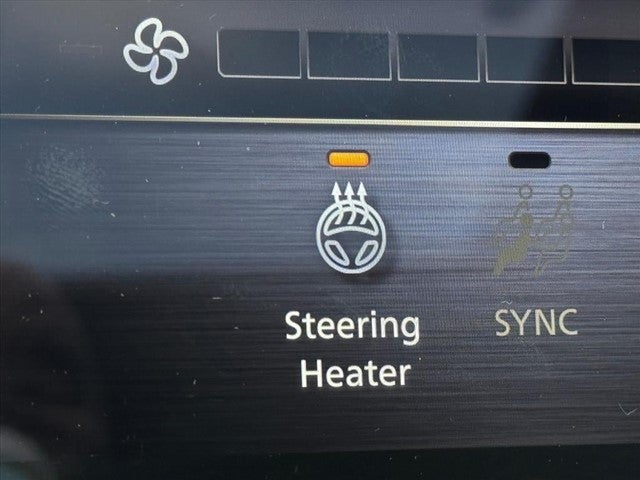 Steering
Heater
SYNC